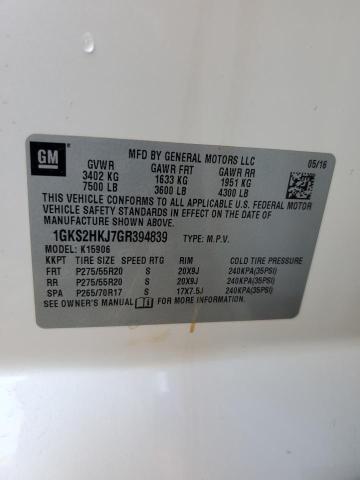 GM
MFD BY GENERAL MOTORS LLC 05/16
GVWR GAWR FRT GAWR RR
3402 KG 1633 KG 1951 KG
7500 LB 3600 LB 4300 LB
THIS VEHICLE CONFORMS TO ALL APPLICABLE U.S. FEDERAL
MOTOR VEHICLE SAFETY AND THEFT PREVENTION STANDARDS IN
EFFECT ON THE DATE OF MANUFACTURE SHOWN ABOVE.
1GKS2HKJ7GR394839 TYPE: M.P.V.
MODEL: K15906
KKPT TIRE SIZE SPEED RTG RIM COLD TIRE PRESSURE
FRT P275/55R20 S 20X9J 240KPA(35PSI)
RR P275/55R20 S 20X9J 240KPA(35PSI)
SPA P265/70R17 S 17X7.5J 240KPA(35PSI)
SEE OWNER'S MANUAL FOR MORE INFORMATION.